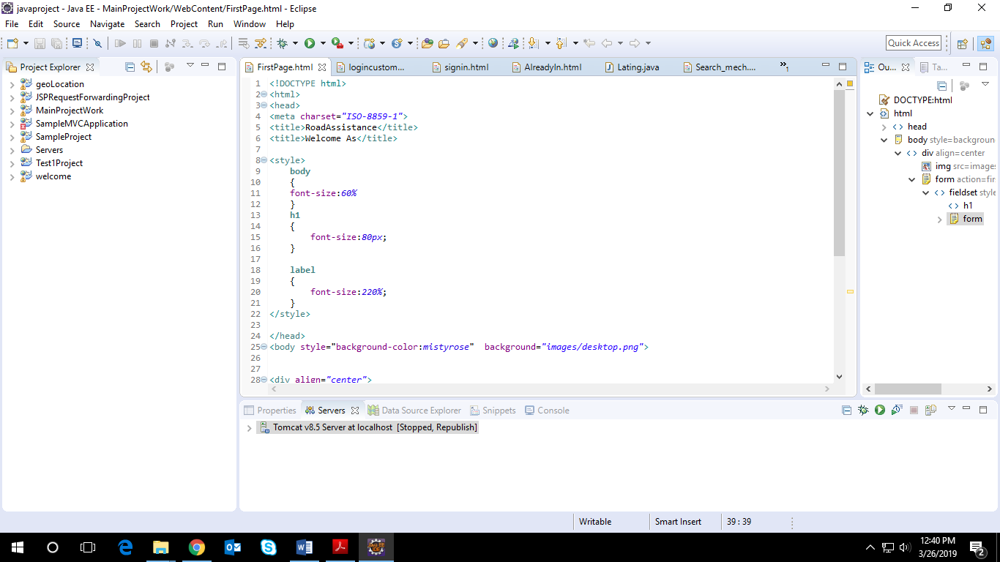 javaproject - Java EE - MainProjectWork/WebContent/FirstPage.html - Eclipse
File Edit Source Navigate Search Project Run Window Help
Quick Access
Project Explorer
geoLocation
JSPRequestForwardingProject
MainProjectWork
SampleMVCApplication
SampleProject
Servers
Test1Project
welcome
FirstPage.html logincustom... signin.html AlreadyIn.html Lating.java Search_mech.... »1
1 <!DOCTYPE html>
2 <html>
3 <head>
4 <meta charset="ISO-8859-1">
5 <title>RoadAssistance</title>
6 <title>Welcome As</title>
7
8 <style>
9 body
10 {
11 font-size:60%
12 }
13 h1
14 {
15 font-size:80px;
16 }
17
18 label
19 {
20 font-size:220%;
21 }
22 </style>
23
24 </head>
25 <body style="background-color:mistyrose"  background="images/desktop.png">
26
27
28 <div align="center">
Ou... Ta...
DOCTYPE:html
html
head
body style=backgroun
div align=center
img src=images
form action=fir
fieldset style
h1
form
Properties Servers Data Source Explorer Snippets Console
Tomcat v8.5 Server at localhost [Stopped, Republish]
Writable Smart Insert 39 : 39
12:40 PM
3/26/2019
2